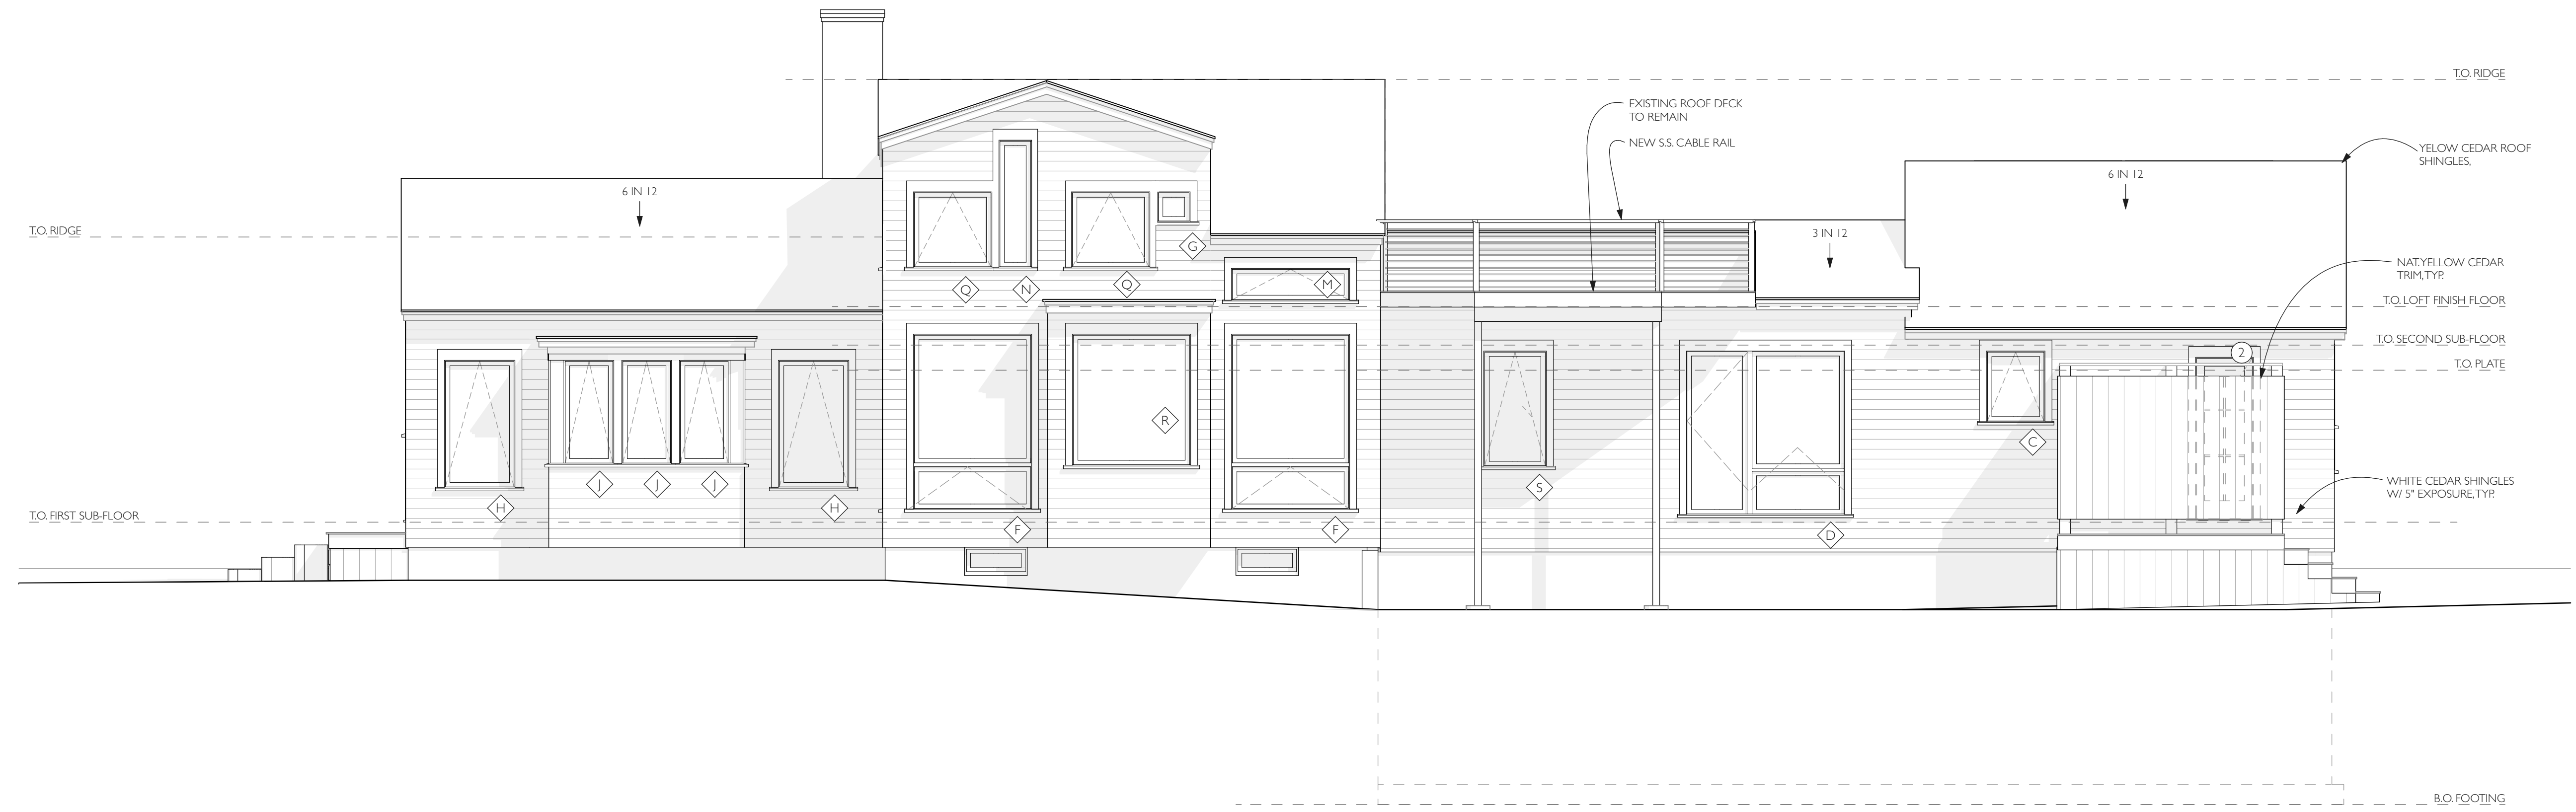 T.O. RIDGE
EXISTING ROOF DECK
TO REMAIN
NEW S.S. CABLE RAIL
YELOW CEDAR ROOF
SHINGLES,
6 IN 12
6 IN 12
T.O. RIDGE
3 IN 12
G
NAT. YELLOW CEDAR
TRIM, TYP.
Q
N
Q
M
T.O. LOFT FINISH FLOOR
T.O. SECOND SUB-FLOOR
2
T.O. PLATE
R
C
J
J
J
S
WHITE CEDAR SHINGLES
W/ 5" EXPOSURE, TYP.
H
H
T.O. FIRST SUB-FLOOR
F
F
D
B.O. FOOTING